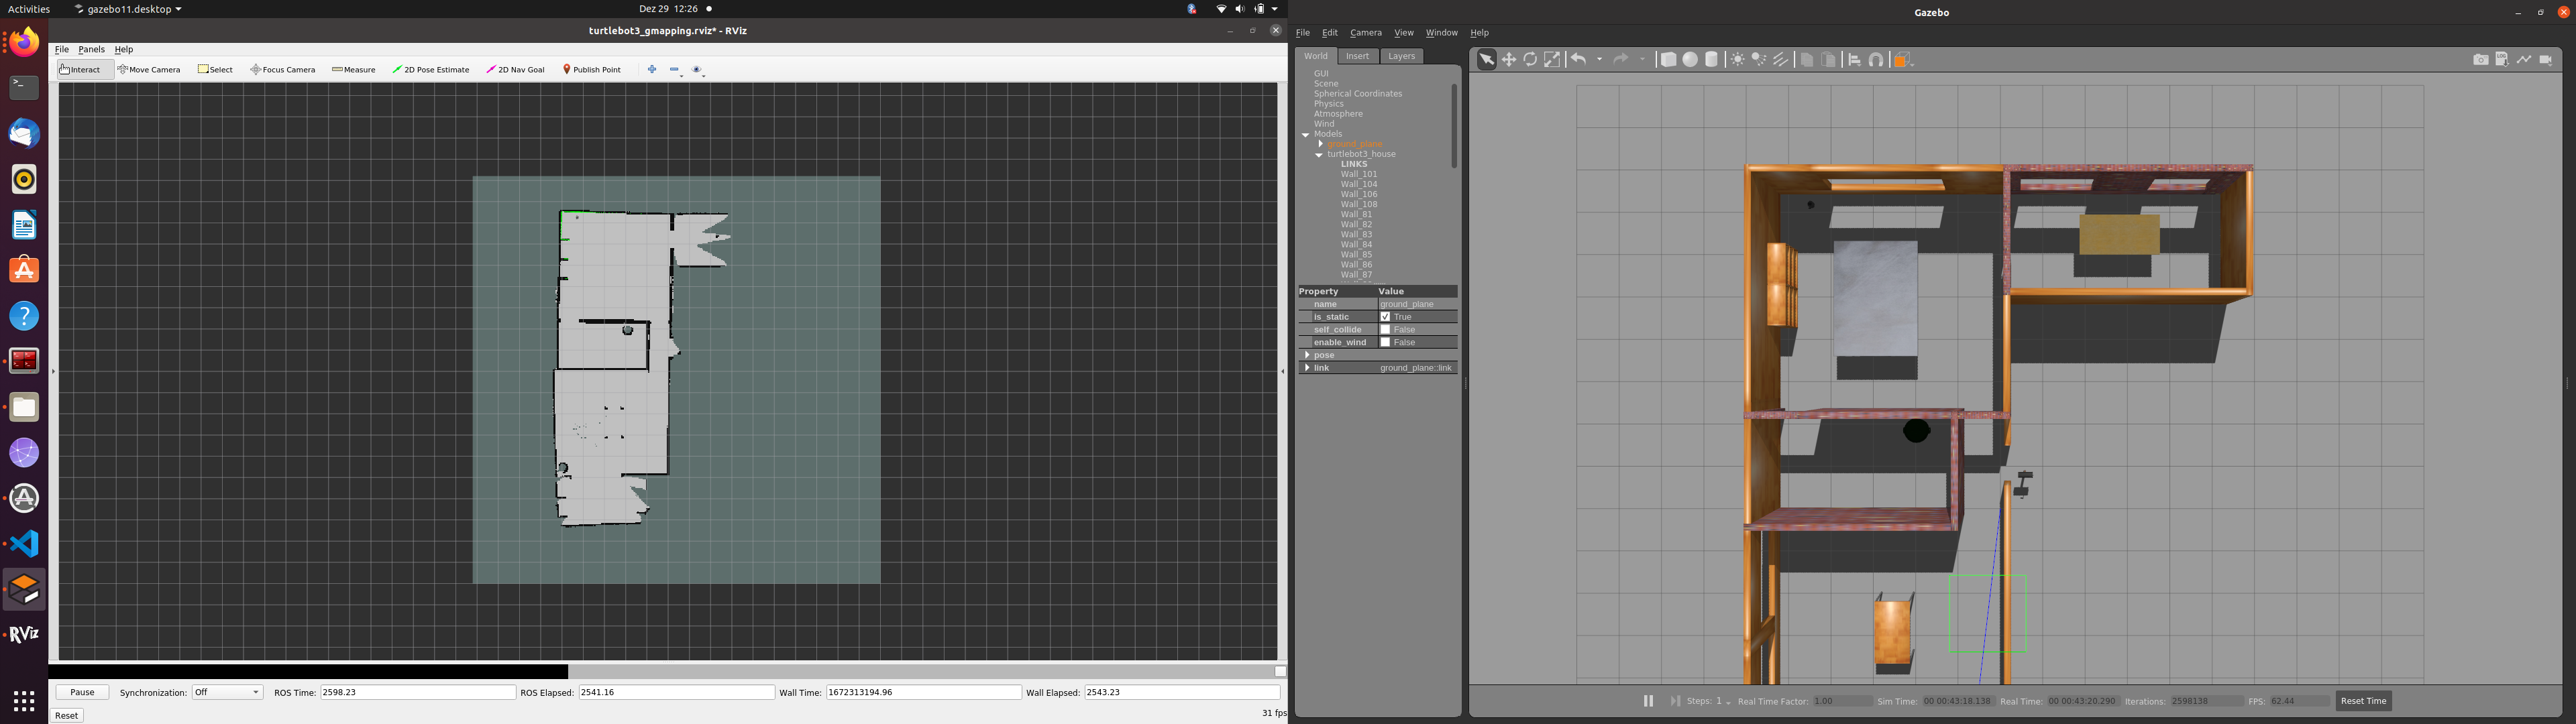 Activities
gazebo11.desktop
Dez 29 12:26
turtlebot3_gmapping.rviz* - RViz
File Panels Help
Interact Move Camera Select Focus Camera Measure 2D Pose Estimate 2D Nav Goal Publish Point
RViz
Pause Synchronization: Off ROS Time: 2598.23 ROS Elapsed: 2541.16 Wall Time: 1672313194.96 Wall Elapsed: 2543.23
Reset
31 fps
Gazebo
File Edit Camera View Window Help
World Insert Layers
GUI
Scene
Spherical Coordinates
Physics
Atmosphere
Wind
Models
ground_plane
turtlebot3_house
LINKS
Wall_101
Wall_104
Wall_106
Wall_108
Wall_81
Wall_82
Wall_83
Wall_84
Wall_85
Wall_86
Wall_87
Property Value
name ground_plane
is_static True
self_collide False
enable_wind False
pose
link ground_plane::link
Steps: 1 Real Time Factor: 1.00 Sim Time: 00 00:43:18.138 Real Time: 00 00:43:20.290 Iterations: 2598138 FPS: 62.44 Reset Time